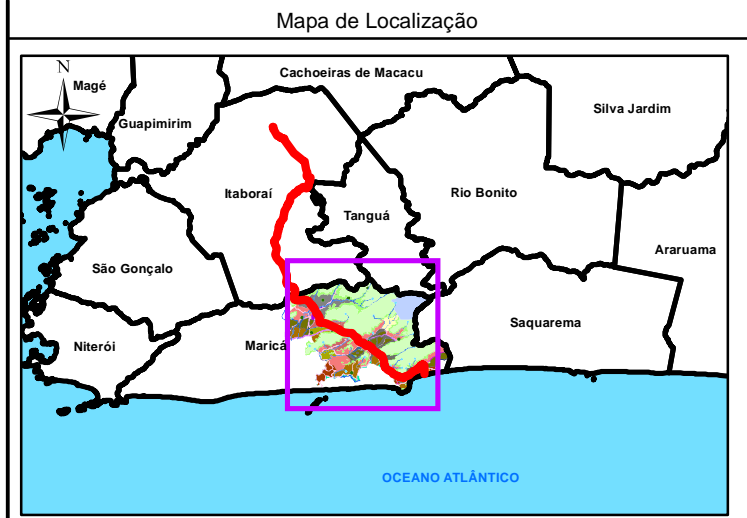 Mapa de Localização
N
Cachoeiras de Macacu
Magé
Silva Jardim
Guapimirim
Itaboraí
Rio Bonito
Tanguá
Araruama
São Gonçalo
Saquarema
Niterói
Maricá
OCEANO ATLÂNTICO